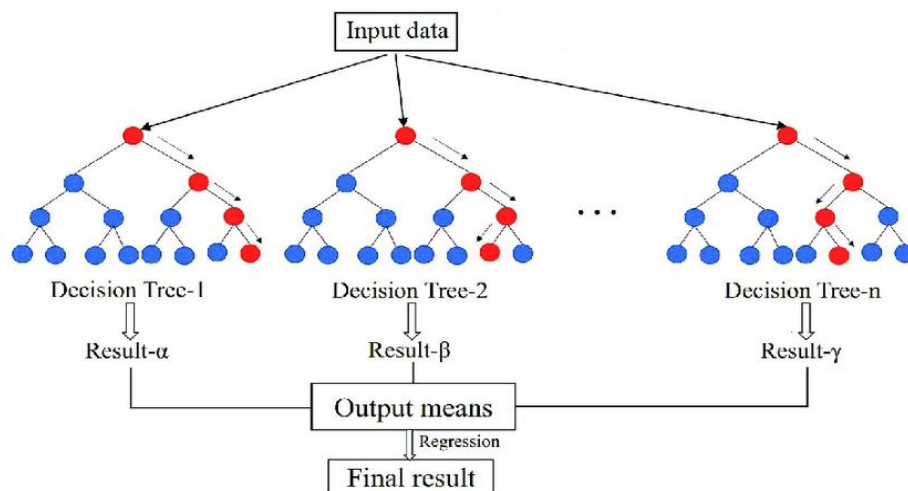 Input data
...
Decision Tree-1
Decision Tree-2
Decision Tree-n
Result-α
Result-β
Result-γ
Output means
Regression
Final result